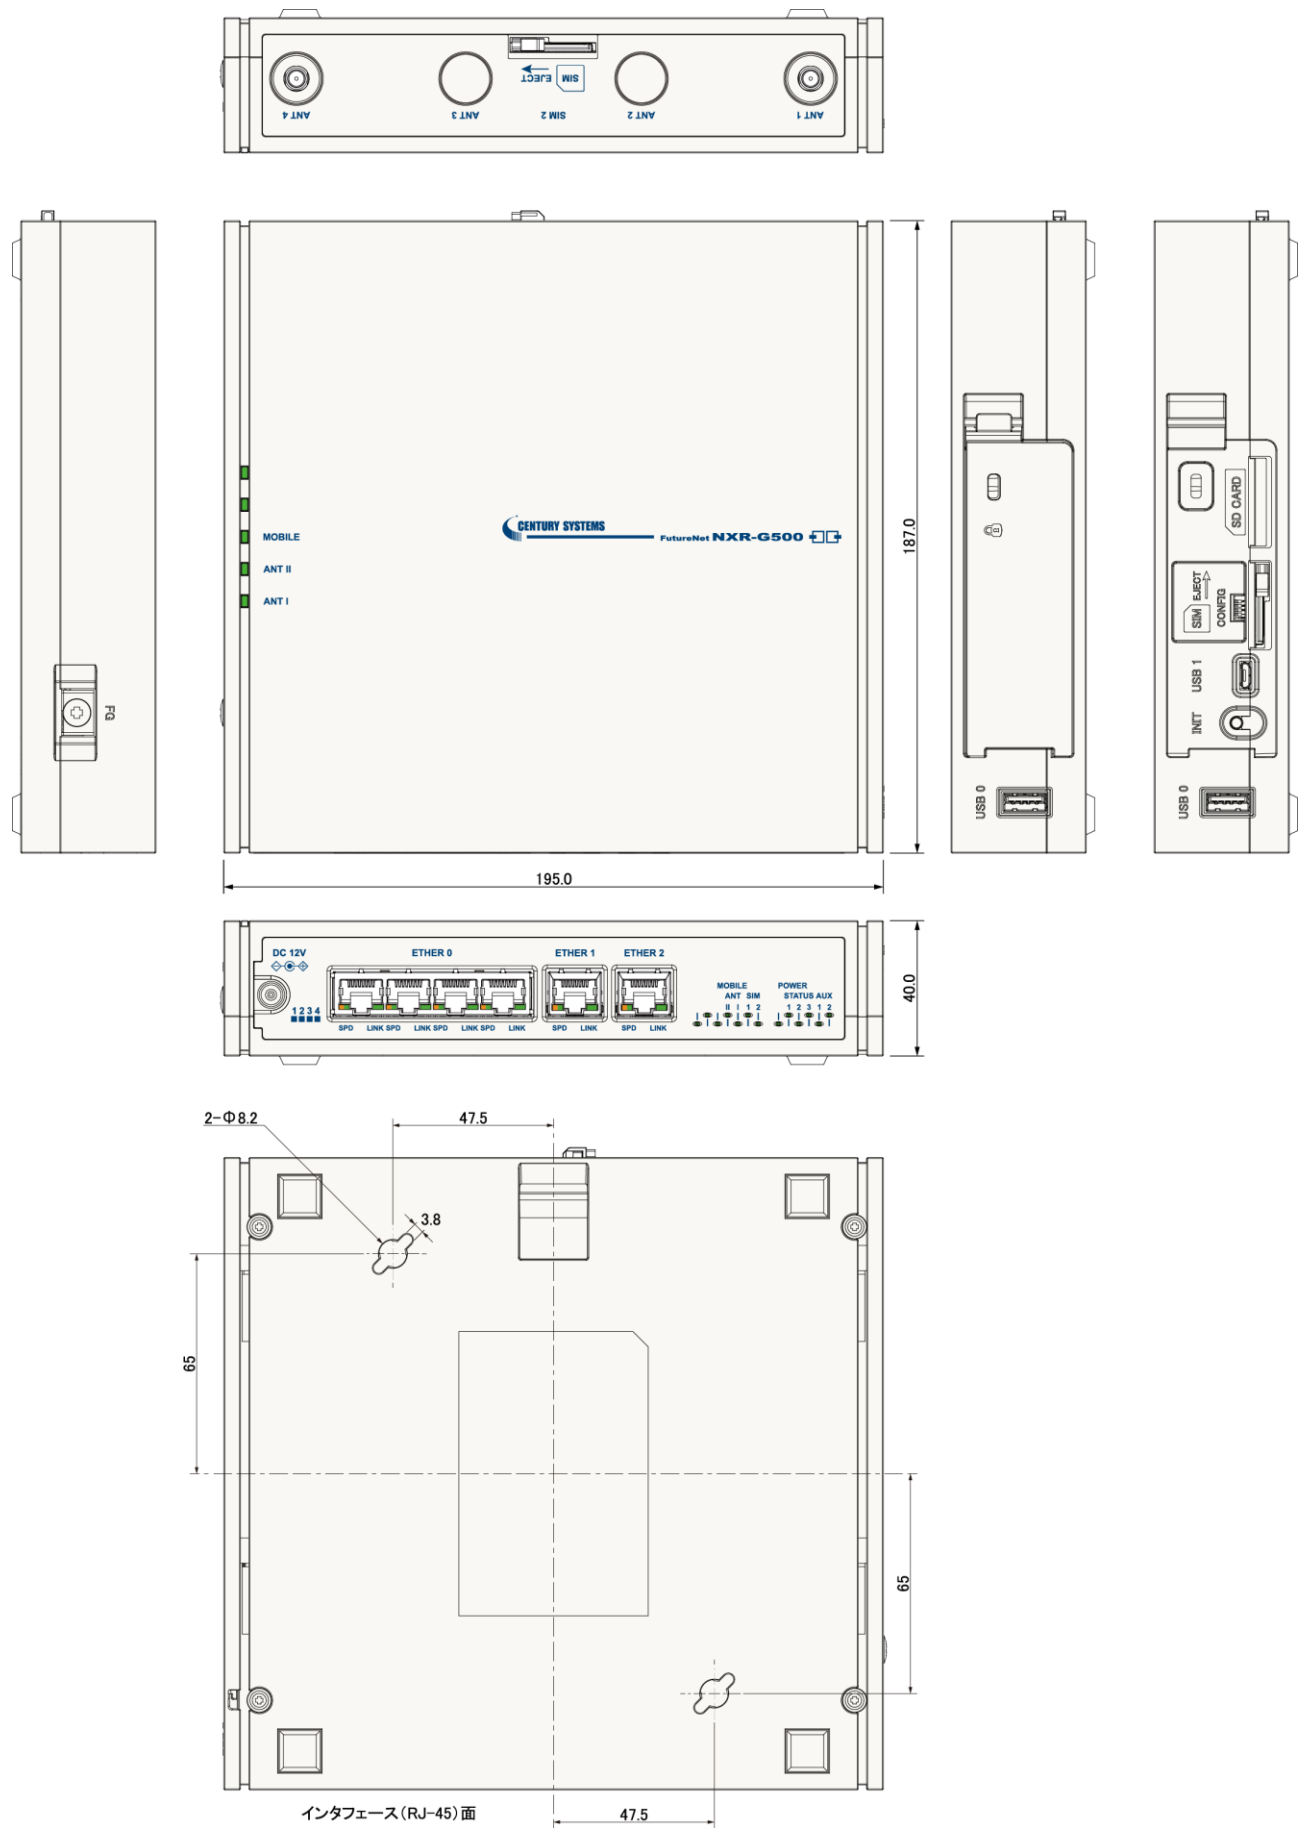 ANT 4
ANT 3
EJECT
SIM
SIM 2
ANT 2
ANT 1
MOBILE
ANT II
ANT I
CENTURY SYSTEMS
FutureNet NXR-G500
FG
187.0
195.0
USB 0
SD CARD
SIM
EJECT
CONFIG
USB 1
INIT
USB 0
DC 12V
1 2 3 4
ETHER 0
ETHER 1
ETHER 2
SPD LINK SPD LINK SPD LINK SPD LINK
SPD LINK
SPD LINK
MOBILE
ANT SIM
II I 1 2
POWER
STATUS AUX
1 2 3 1 2
40.0
2-Φ8.2
47.5
3.8
65
65
インタフェース(RJ-45)面
47.5